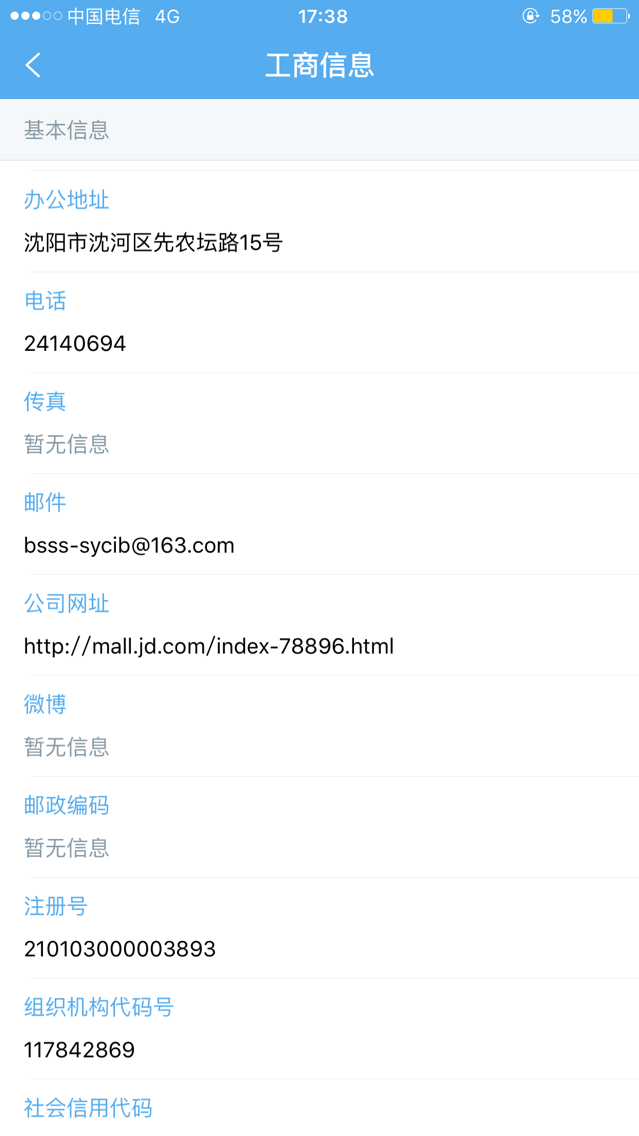 中国电信 4G 17:38 58%
工商信息
基本信息
办公地址
沈阳市沈河区先农坛路15号
电话
24140694
传真
暂无信息
邮件
bsss-sycib@163.com
公司网址
http://mall.jd.com/index-78896.html
微博
暂无信息
邮政编码
暂无信息
注册号
210103000003893
组织机构代码号
117842869
社会信用代码